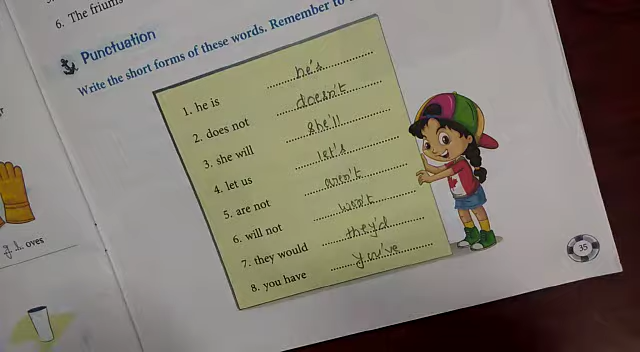 6. The friums
Punctuation
Write the short forms of these words. Remember to
1. he is he's
2. does not doesn't
3. she will she'll
4. let us let's
5. are not aren't
6. will not won't
7. they would they'd
8. you have you've
gloves
35